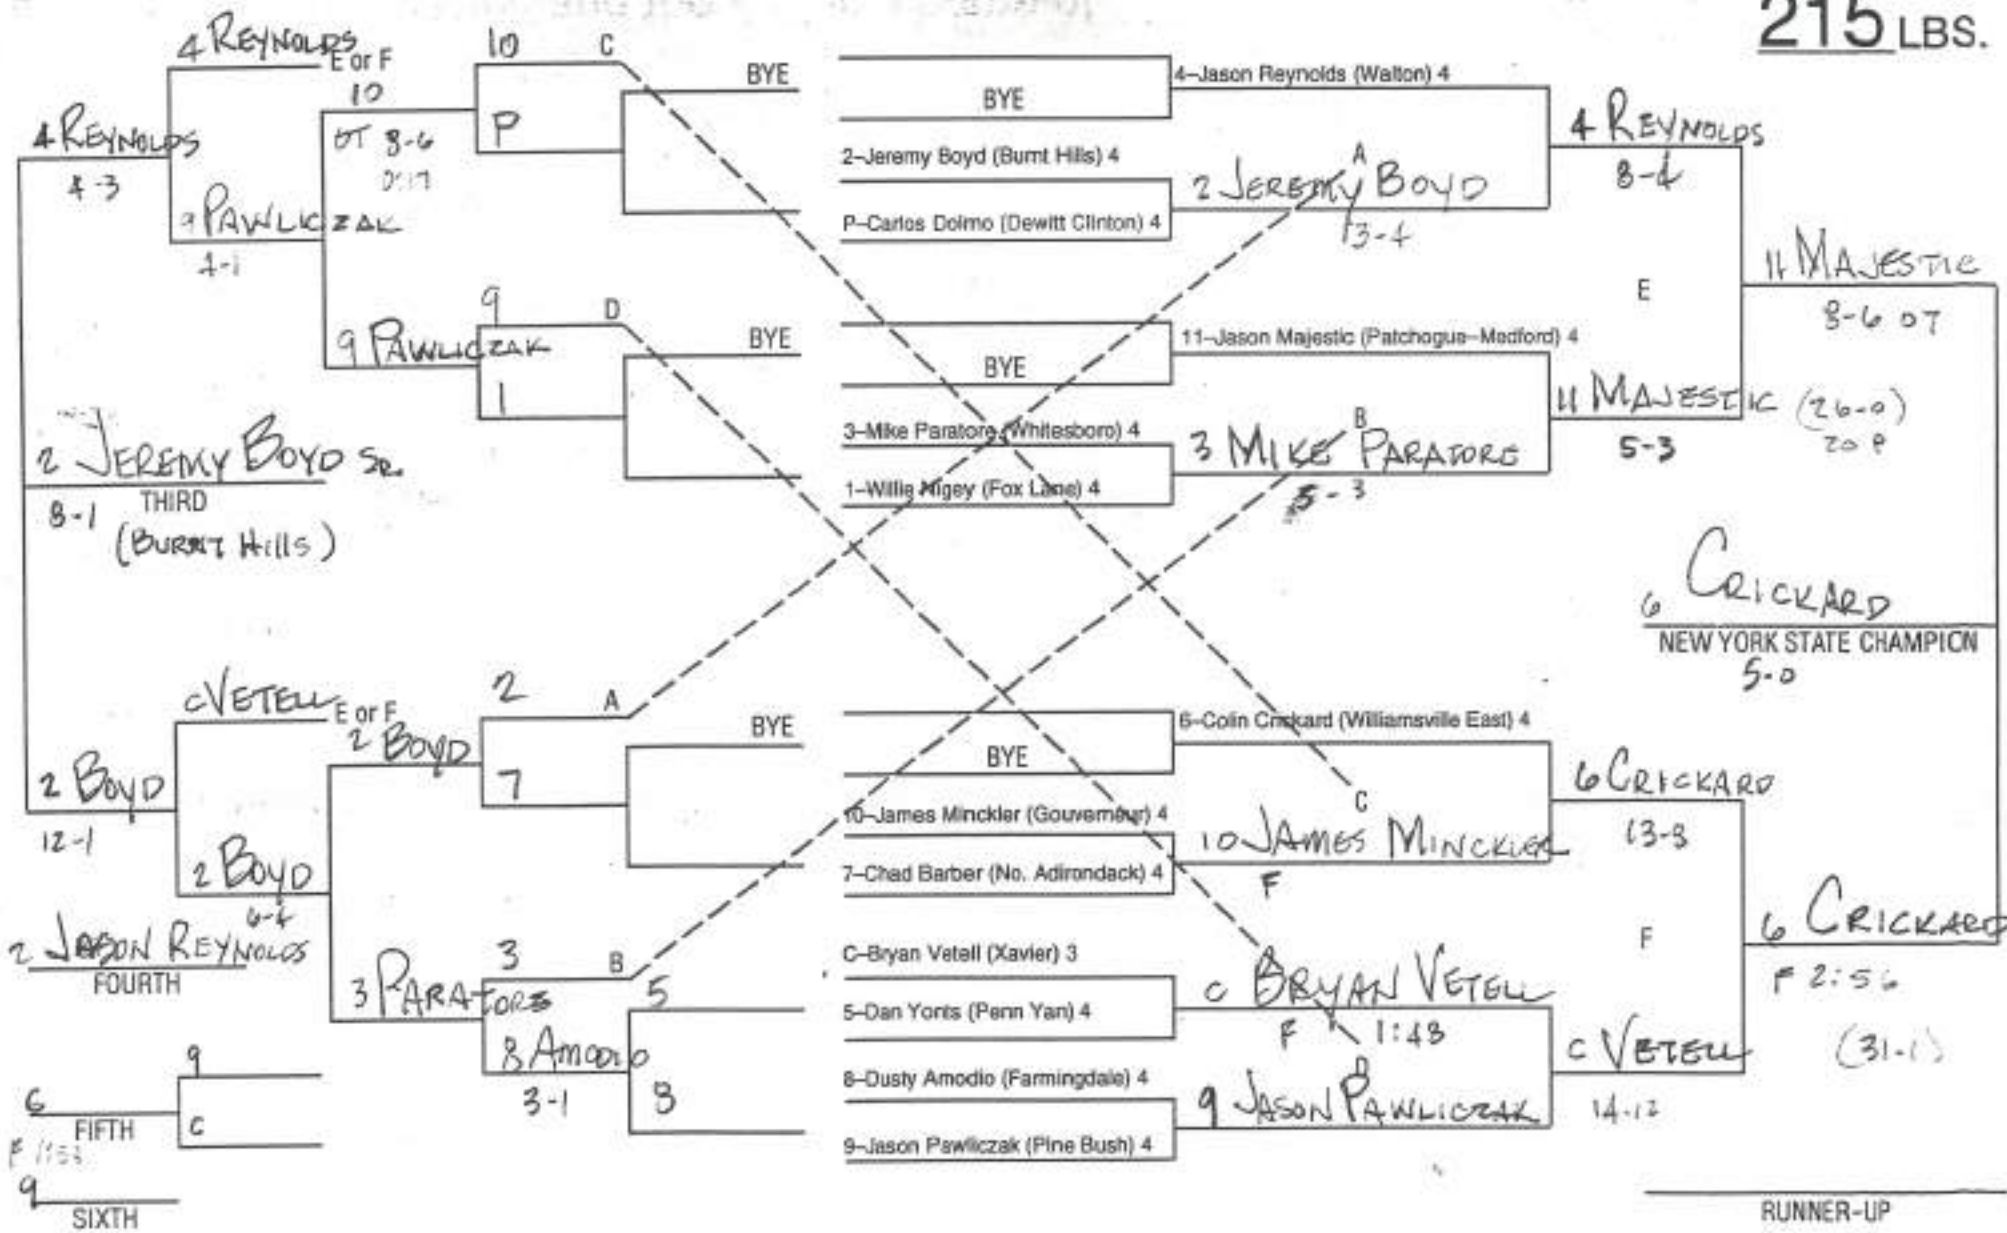 215 LBS.
4 REYNOLDS
E or F
10
C
BYE
4–Jason Reynolds (Walton) 4
10
BYE
4 REYNOLDS
OT 8-6
P
2–Jeremy Boyd (Burnt Hills) 4
A
4 REYNOLDS
4-3
2 JEREMY BOYD
8-4
9 PAWLICZAK
P–Carlos Dolmo (Dewitt Clinton) 4
13-4
4-1
11 MAJESTIC
9
D
E
8-6 OT
9 PAWLICZAK
BYE
11–Jason Majestic (Patchogue–Medford) 4
BYE
1
11 MAJESTIC (26-0)
3–Mike Paratore (Whitesboro) 4
B
5-3
2 JEREMY BOYD SR.
3 MIKE PARATORE
THIRD
1–Willie Nigey (Fox Lane) 4
5-3
8-1
(BURNT HILLS)
6 CRICKARD
NEW YORK STATE CHAMPION
5-0
C VETELL
E or F
2
A
2 BOYD
BYE
6–Colin Crickard (Williamsville East) 4
BYE
2 BOYD
7
6 CRICKARD
C
10–James Minckler (Gouverneur) 4
12-1
10 JAMES MINCKLER
13-3
2 BOYD
7–Chad Barber (No. Adirondack) 4
F
6-4
6 CRICKARD
2 JASON REYNOLDS
3
B
C–Bryan Vetell (Xavier) 3
F
FOURTH
F 2:56
3 PARATORE
5
C BRYAN VETELL
5–Dan Yonts (Penn Yan) 4
F 1:43
8 AMODIO
C VETELL
(31-1)
9
8–Dusty Amodio (Farmingdale) 4
D
3-1
8
9 JASON PAWLICZAK
14-12
6
FIFTH
C
9–Jason Pawliczak (Pine Bush) 4
9
SIXTH
RUNNER-UP